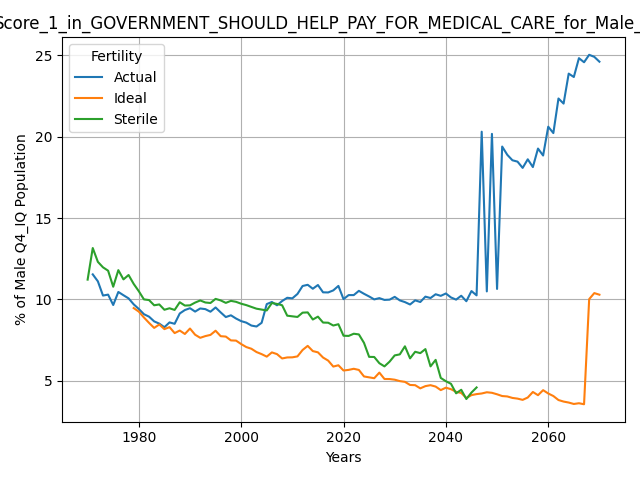 Score_1_in_GOVERNMENT_SHOULD_HELP_PAY_FOR_MEDICAL_CARE_for_Male_
Fertility
Actual
Ideal
Sterile
% of Male Q4_IQ Population
25
20
15
10
5
1980 2000 2020 2040 2060
Years